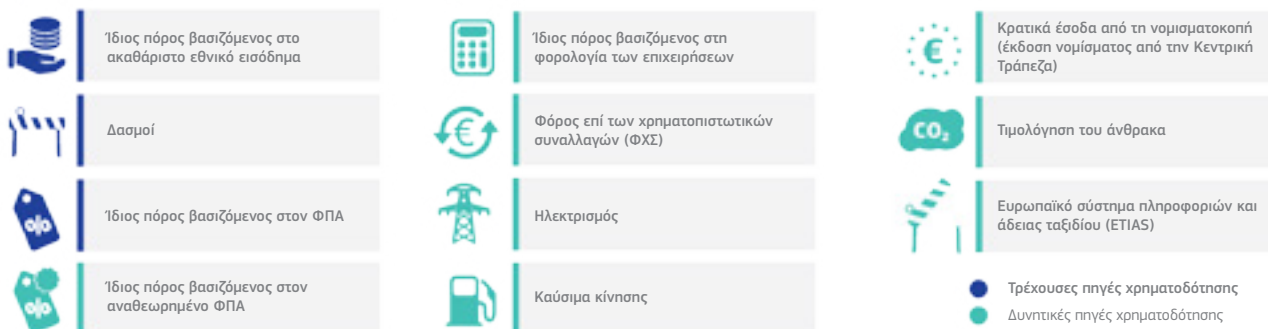 Ίδιος πόρος βασιζόμενος στο
ακαθάριστο εθνικό εισόδημα
Δασμοί
Ίδιος πόρος βασιζόμενος στον ΦΠΑ
Ίδιος πόρος βασιζόμενος στον
αναθεωρημένο ΦΠΑ
Ίδιος πόρος βασιζόμενος στη
φορολογία των επιχειρήσεων
€
Φόρος επί των χρηματοπιστωτικών
συναλλαγών (ΦΧΣ)
Ηλεκτρισμός
Καύσιμα κίνησης
€
Κρατικά έσοδα από τη νομισματοκοπή
(έκδοση νομίσματος από την Κεντρική
Τράπεζα)
CO₂
Τιμολόγηση του άνθρακα
Ευρωπαϊκό σύστημα πληροφοριών και
άδειας ταξιδίου (ETIAS)
Τρέχουσες πηγές χρηματοδότησης
Δυνητικές πηγές χρηματοδότησης